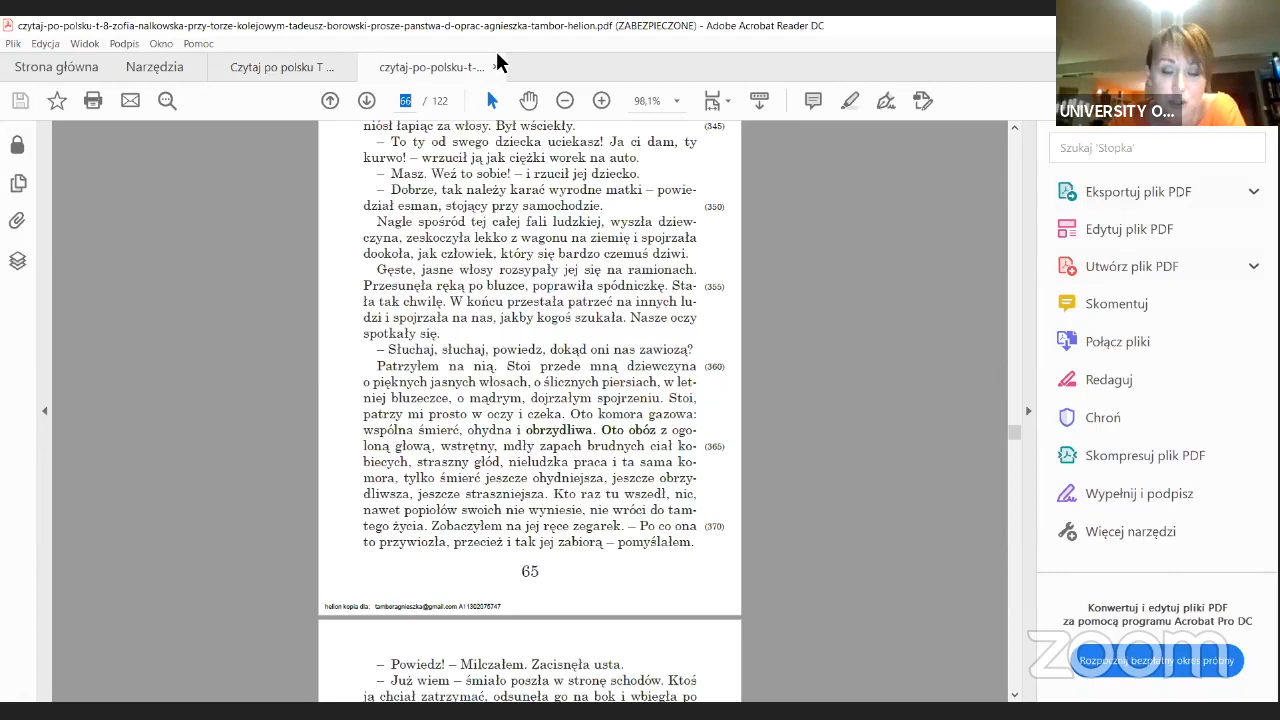 czytaj-po-polsku-t-8-zofia-nalkowska-przy-torze-kolejowym-tadeusz-borowski-prosze-panstwa-d-oprac-agnieszka-tambor-helion.pdf (ZABEZPIECZONE) - Adobe Acrobat Reader DC
Plik Edycja Widok Podpis Okno Pomoc
Strona główna Narzędzia Czytaj po polsku T ... czytaj-po-polsku-t-...
66 / 122 98,1%
UNIVERSITY O...
niósł łapiąc za włosy. Był wściekły. (345)
– To ty od swego dziecka uciekasz! Ja ci dam, ty
kurwo! – wrzucił ją jak ciężki worek na auto.
– Masz. Weź to sobie! – i rzucił jej dziecko.
– Dobrze, tak należy karać wyrodne matki – powie-
dział esman, stojący przy samochodzie. (350)
Nagle spośród tej całej fali ludzkiej, wyszła dziew-
czyna, zeskoczyła lekko z wagonu na ziemię i spojrzała
dookoła, jak człowiek, który się bardzo czemuś dziwi.
Gęste, jasne włosy rozsypały jej się na ramionach.
Przesunęła ręką po bluzce, poprawiła spódniczkę. Sta- (355)
ła tak chwilę. W końcu przestała patrzeć na innych lu-
dzi i spojrzała na nas, jakby kogoś szukała. Nasze oczy
spotkały się.
– Słuchaj, słuchaj, powiedz, dokąd oni nas zawiozą?
Patrzyłem na nią. Stoi przede mną dziewczyna (360)
o pięknych jasnych włosach, o ślicznych piersiach, w let-
niej bluzeczce, o mądrym, dojrzałym spojrzeniu. Stoi,
patrzy mi prosto w oczy i czeka. Oto komora gazowa:
wspólna śmierć, ohydna i obrzydliwa. Oto obóz z ogo-
loną głową, wstrętny, mdły zapach brudnych ciał ko- (365)
biecych, straszny głód, nieludzka praca i ta sama ko-
mora, tylko śmierć jeszcze ohydniejsza, jeszcze obrzy-
dliwsza, jeszcze straszniejsza. Kto raz tu wszedł, nic,
nawet popiołów swoich nie wyniesie, nie wróci do tam-
tego życia. Zobaczyłem na jej ręce zegarek. – Po co ona (370)
to przywiozła, przecież i tak jej zabiorą – pomyślałem.
65
helion kopia dla: tamboragnieszka@gmail.com A11302076747
– Powiedz! – Milczałem. Zacisnęła usta.
– Już wiem – śmiało poszła w stronę schodów. Ktoś
ją chciał zatrzymać, odsunęła go na bok i wbiegła po
Szukaj 'Stopka'
Eksportuj plik PDF
Edytuj plik PDF
Utwórz plik PDF
Skomentuj
Połącz pliki
Redaguj
Chroń
Skompresuj plik PDF
Wypełnij i podpisz
Więcej narzędzi
Konwertuj i edytuj pliki PDF
za pomocą programu Acrobat Pro DC
Rozpocznij bezpłatny okres próbny
zoom